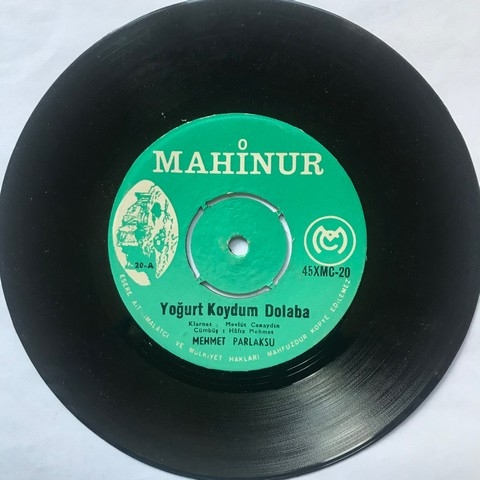 MAHİNUR
20-A
45XMC-20
Yoğurt Koydum Dolaba
Klarnet : Mevlüt Canaydın
Cümbüş : Hâfız Mehmet
MEHMET PARLAKSU
ESERE AİT İMALATÇI VE MÜLKİYET HAKLARI MAHFUZDUR KOPYE EDİLEMEZ